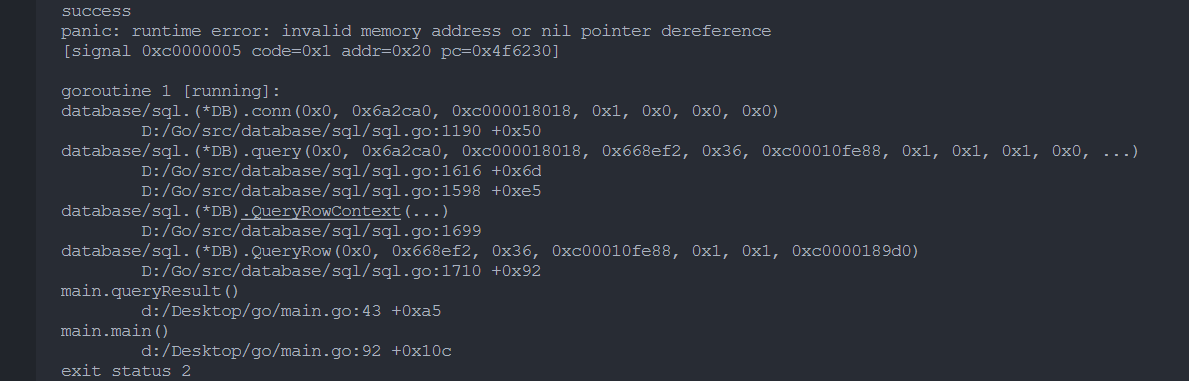 success
panic: runtime error: invalid memory address or nil pointer dereference
[signal 0xc0000005 code=0x1 addr=0x20 pc=0x4f6230]
goroutine 1 [running]:
database/sql.(*DB).conn(0x0, 0x6a2ca0, 0xc000018018, 0x1, 0x0, 0x0, 0x0)
D:/Go/src/database/sql/sql.go:1190 +0x50
database/sql.(*DB).query(0x0, 0x6a2ca0, 0xc000018018, 0x668ef2, 0x36, 0xc00010fe88, 0x1, 0x1, 0x1, 0x0, ...)
D:/Go/src/database/sql/sql.go:1616 +0x6d
D:/Go/src/database/sql/sql.go:1598 +0xe5
database/sql.(*DB).QueryRowContext(...)
D:/Go/src/database/sql/sql.go:1699
database/sql.(*DB).QueryRow(0x0, 0x668ef2, 0x36, 0xc00010fe88, 0x1, 0x1, 0xc0000189d0)
D:/Go/src/database/sql/sql.go:1710 +0x92
main.queryResult()
d:/Desktop/go/main.go:43 +0xa5
main.main()
d:/Desktop/go/main.go:92 +0x10c
exit status 2